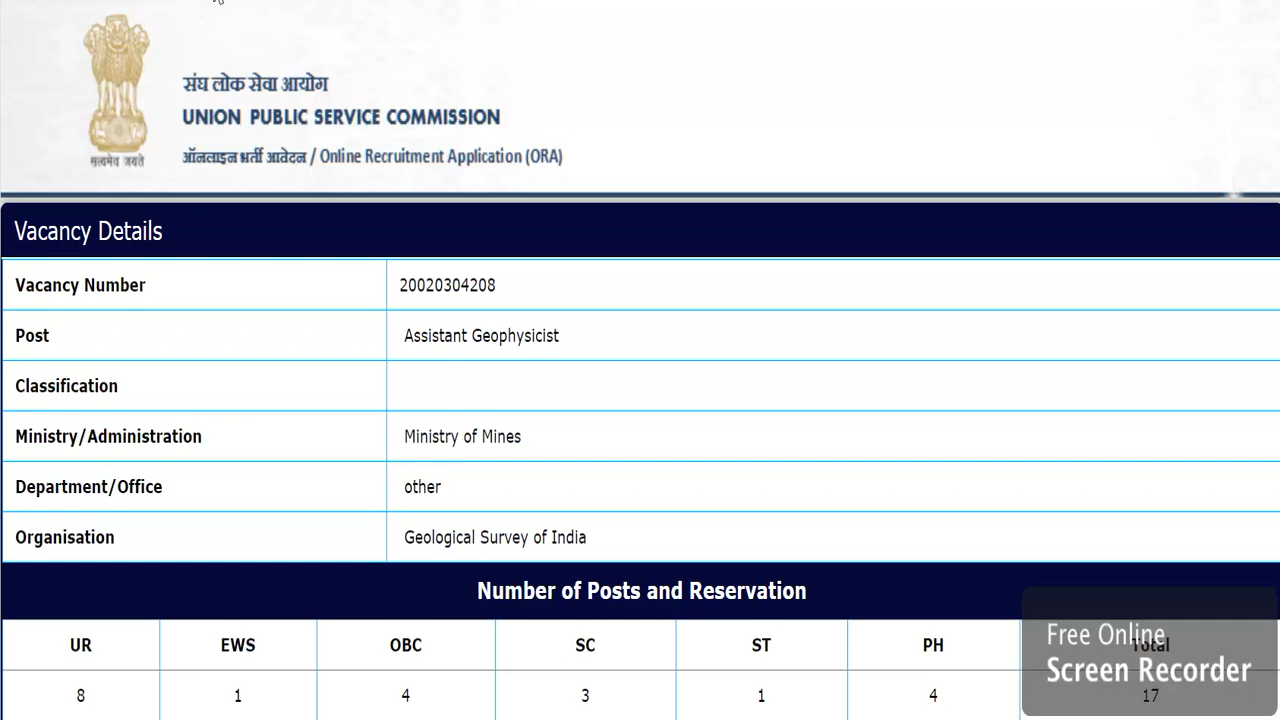 सत्यमेव जयते
संघ लोक सेवा आयोग
UNION PUBLIC SERVICE COMMISSION
ऑनलाइन भर्ती आवेदन / Online Recruitment Application (ORA)
Vacancy Details
Vacancy Number 20020304208
Post Assistant Geophysicist
Classification
Ministry/Administration Ministry of Mines
Department/Office other
Organisation Geological Survey of India
Number of Posts and Reservation
UR EWS OBC SC ST PH Total
8 1 4 3 1 4 17
Free Online
Screen Recorder